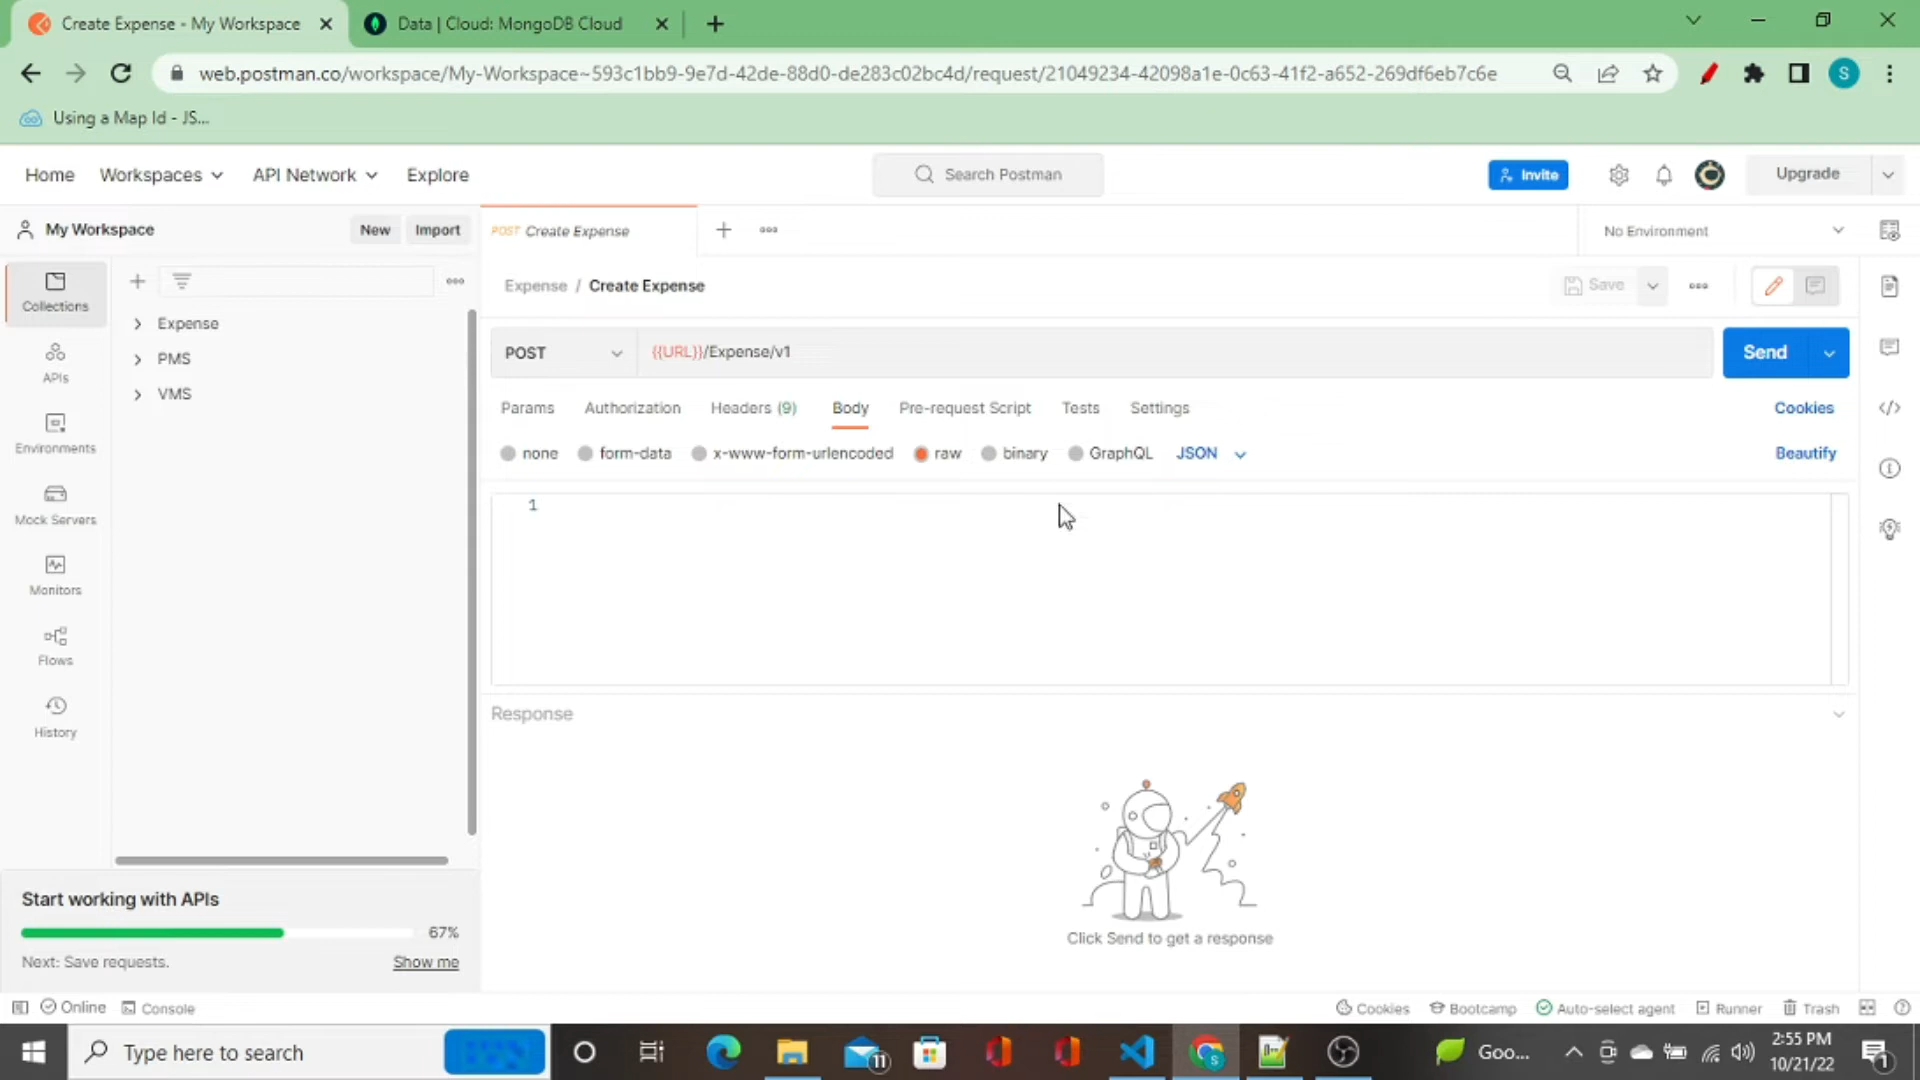 Create Expense - My Workspace
Data | Cloud: MongoDB Cloud
web.postman.co/workspace/My-Workspace~593c1bb9-9e7d-42de-88d0-de283c02bc4d/request/21049234-42098a1e-0c63-41f2-a652-269df6eb7c6e
S
Using a Map Id - JS...
Home
Workspaces
API Network
Explore
Search Postman
Invite
Upgrade
My Workspace
New
Import
POST Create Expense
No Environment
Collections
Expense / Create Expense
Save
Expense
PMS
VMS
APIs
Environments
Mock Servers
Monitors
Flows
History
POST
{{URL}}/Expense/v1
Send
Params
Authorization
Headers (9)
Body
Pre-request Script
Tests
Settings
Cookies
none
form-data
x-www-form-urlencoded
raw
binary
GraphQL
JSON
Beautify
1
Response
Click Send to get a response
Start working with APIs
67%
Next: Save requests.
Show me
Online
Console
Cookies
Bootcamp
Auto-select agent
Runner
Trash
Type here to search
11
Goo...
2:55 PM
10/21/22
1